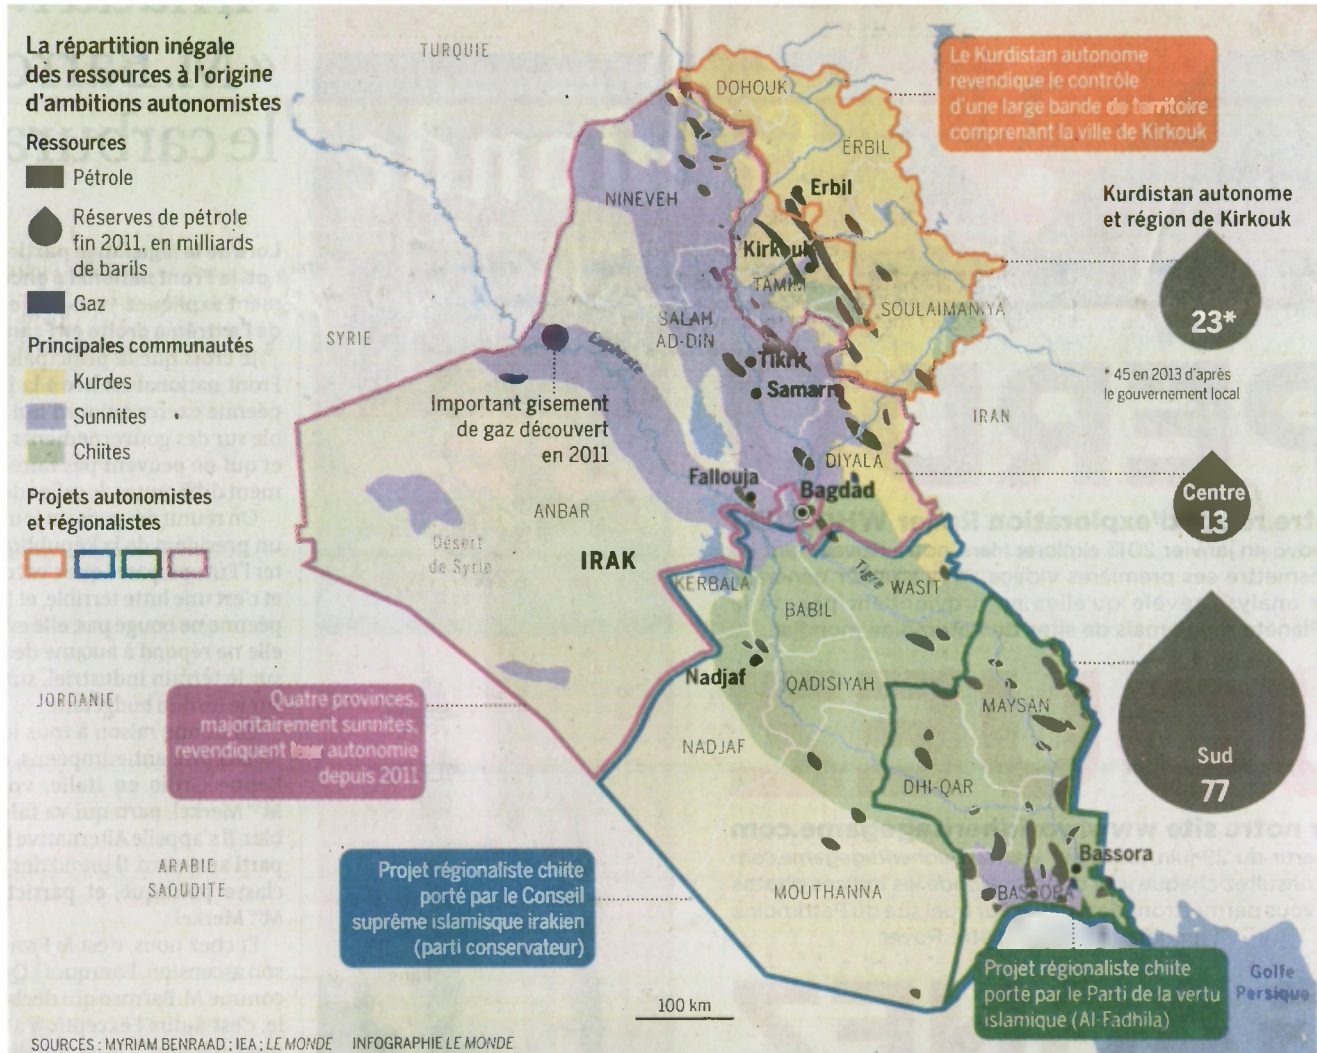 La répartition inégale
des ressources à l'origine
d'ambitions autonomistes
Ressources
Pétrole
Réserves de pétrole
fin 2011, en milliards
de barils
Gaz
Principales communautés
Kurdes
Sunnites
Chiites
Projets autonomistes
et régionalistes
TURQUIE
SYRIE
JORDANIE
ARABIE
SAOUDITE
IRAN
Golfe
Persique
IRAK
DOHOUK
ERBIL
Erbil
NINEVEH
Kirkouk
TAMIM
SOULAIMANIYA
SALAH
AD-DIN
Euphrate
Tikrit
Samarra
Important gisement
de gaz découvert
en 2011
DIYALA
Fallouja
Bagdad
ANBAR
Désert
de Syrie
KERBALA
Tigre
WASIT
BABIL
Nadjaf
QADISIYAH
MAYSAN
NADJAF
DHI-QAR
MOUTHANNA
Bassora
BASSORA
Le Kurdistan autonome
revendique le contrôle
d'une large bande de territoire
comprenant la ville de Kirkouk
Kurdistan autonome
et région de Kirkouk
23*
* 45 en 2013 d'après
le gouvernement local
Centre
13
Sud
77
Quatre provinces,
majoritairement sunnites,
revendiquent leur autonomie
depuis 2011
Projet régionaliste chiite
porté par le Conseil
suprême islamisque irakien
(parti conservateur)
Projet régionaliste chiite
porté par le Parti de la vertu
islamique (Al-Fadhila)
100 km
SOURCES : MYRIAM BENRAAD ; IEA ; LE MONDE INFOGRAPHIE LE MONDE